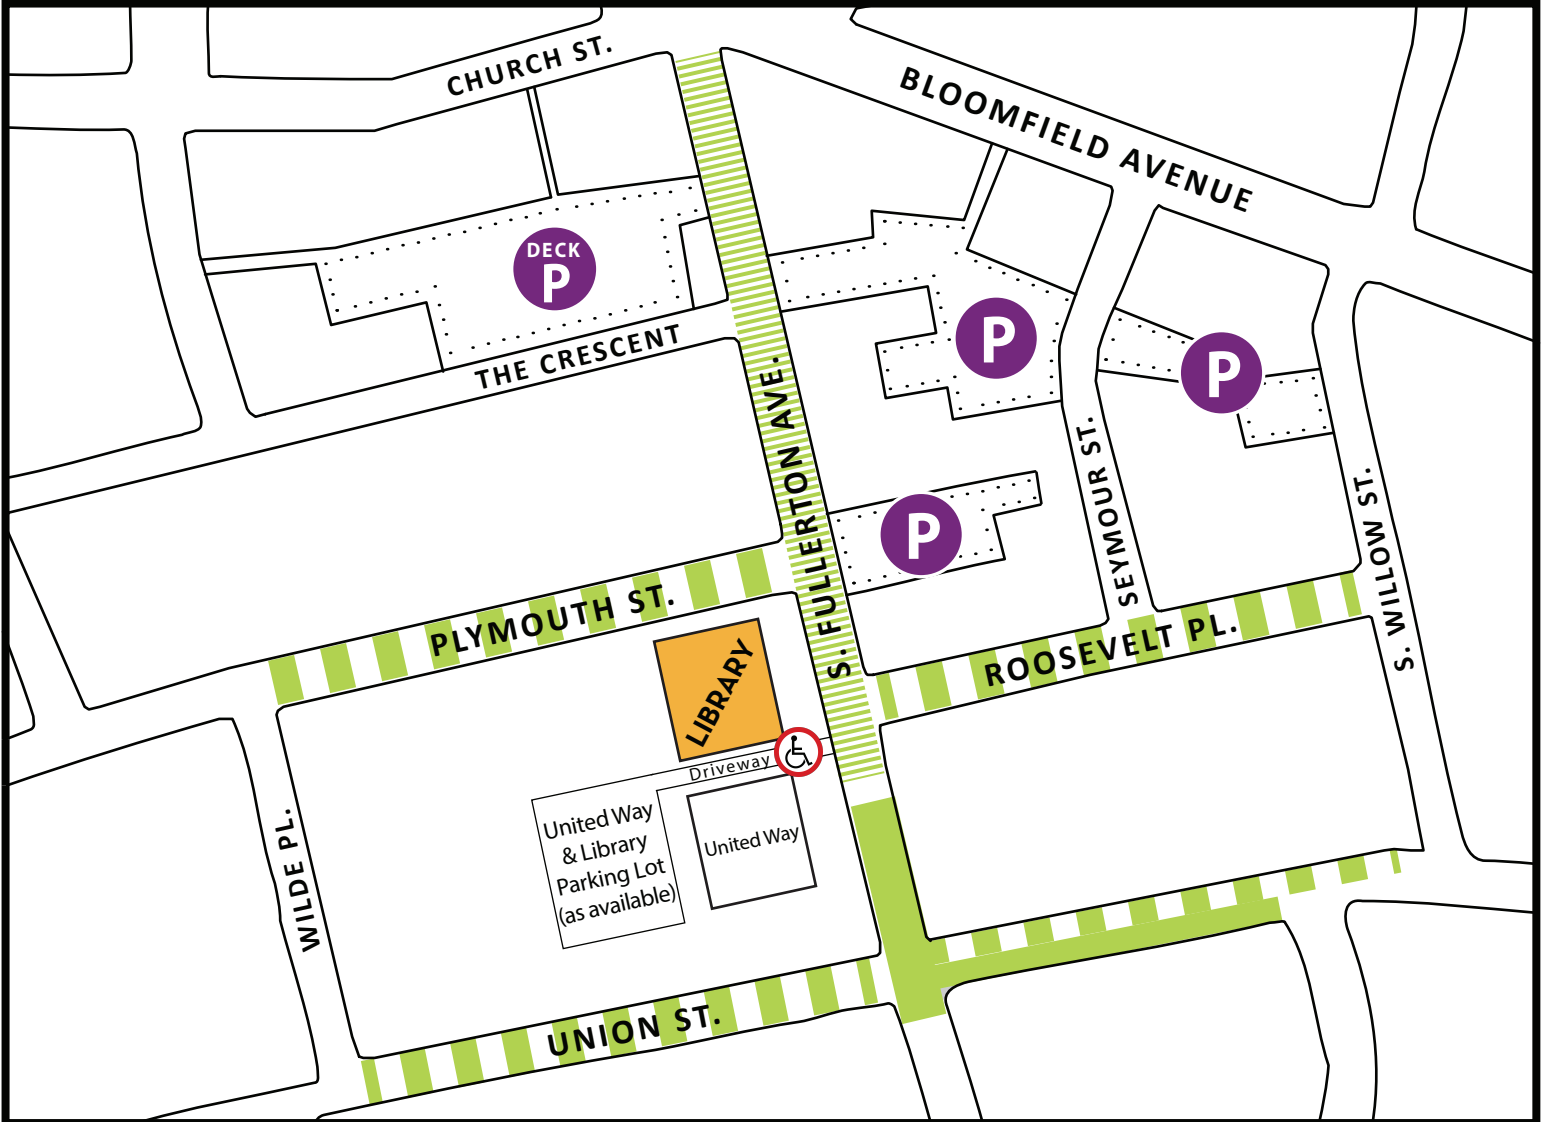 CHURCH ST.
BLOOMFIELD AVENUE
DECK
P
THE CRESCENT
P
P
S. FULLERTON AVE.
SEYMOUR ST.
S. WILLOW ST.
P
PLYMOUTH ST.
ROOSEVELT PL.
LIBRARY
Driveway
United Way
& Library
Parking Lot
(as available)
United Way
WILDE PL.
UNION ST.